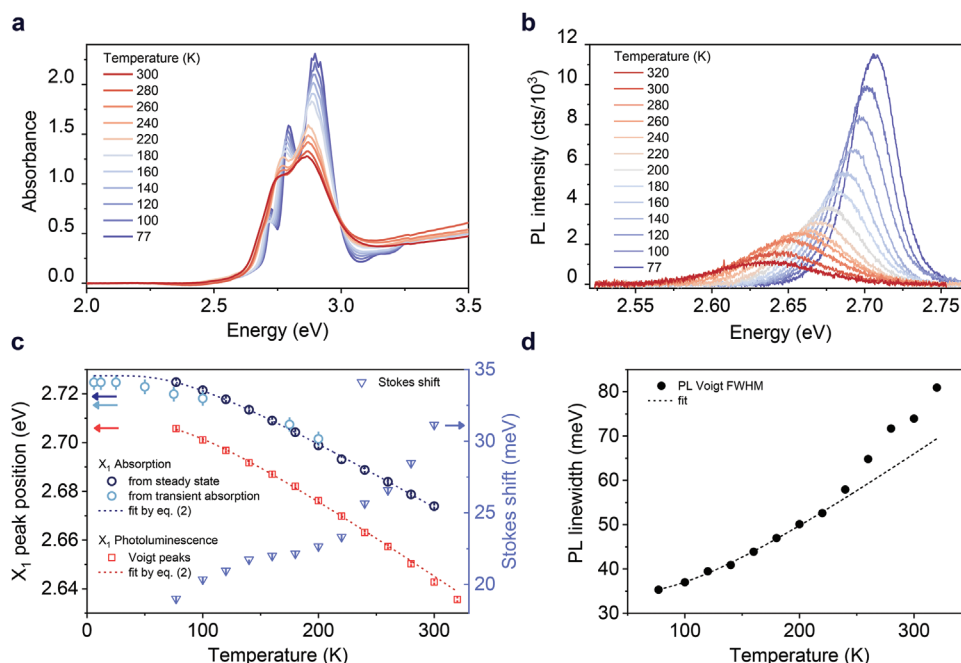 a
Temperature (K)
300
280
260
240
220
180
160
140
120
100
77
Absorbance
2.0
1.5
1.0
0.5
0.0
2.0
2.5
3.0
3.5
Energy (eV)
b
Temperature (K)
320
300
280
260
240
220
200
180
160
140
120
100
77
PL intensity (cts/10³)
12
10
8
6
4
2
0
2.55
2.60
2.65
2.70
2.75
Energy (eV)
c
X₁ peak position (eV)
2.72
2.70
2.68
2.66
2.64
Stokes shift
X₁ Absorption
from steady state
from transient absorption
fit by eq. (2)
X₁ Photoluminescence
Voigt peaks
fit by eq. (2)
35
30
25
20
Stokes shift (meV)
0
100
200
300
Temperature (K)
d
PL linewidth (meV)
80
70
60
50
40
30
PL Voigt FWHM
fit
100
200
300
Temperature (K)